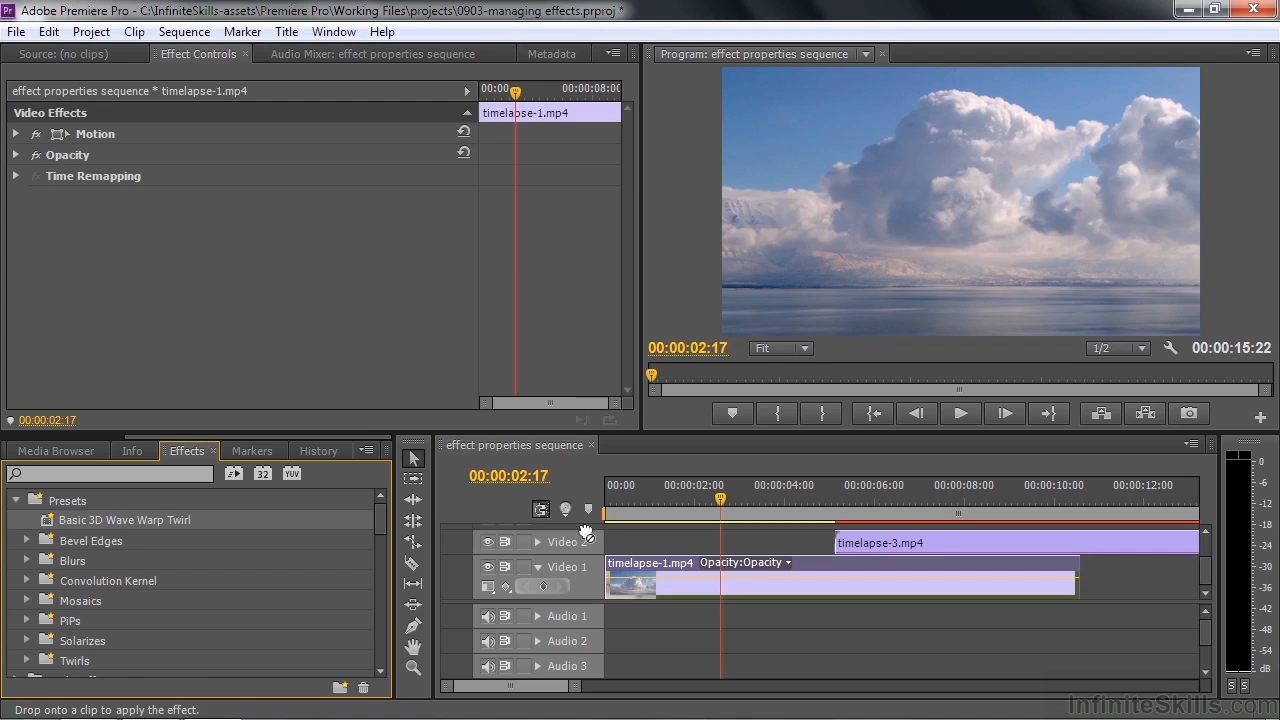 Adobe Premiere Pro - C:\InfiniteSkills-assets\Premiere Pro\Working Files\projects\0903-managing effects.prproj *
File Edit Project Clip Sequence Marker Title Window Help
Source: (no clips) Effect Controls Audio Mixer: effect properties sequence Metadata
Program: effect properties sequence
effect properties sequence * timelapse-1.mp4
00:00 00:00:08:00
Video Effects
timelapse-1.mp4
fx Motion
fx Opacity
Time Remapping
00:00:02:17 Fit 1/2 00:00:15:22
00:00:02:17
Media Browser Info Effects Markers History
32 YUV
Presets
Basic 3D Wave Warp Twirl
Bevel Edges
Blurs
Convolution Kernel
Mosaics
PiPs
Solarizes
Twirls
Drop onto a clip to apply the effect.
effect properties sequence
00:00:02:17
00:00 00:00:02:00 00:00:04:00 00:00:06:00 00:00:08:00 00:00:10:00 00:00:12:00
Video 2 timelapse-3.mp4
Video 1 timelapse-1.mp4 Opacity:Opacity
Audio 1
Audio 2
Audio 3
0
-6
-12
-18
-24
-30
-36
-42
-48
-54
dB
S S
InfiniteSkills.com